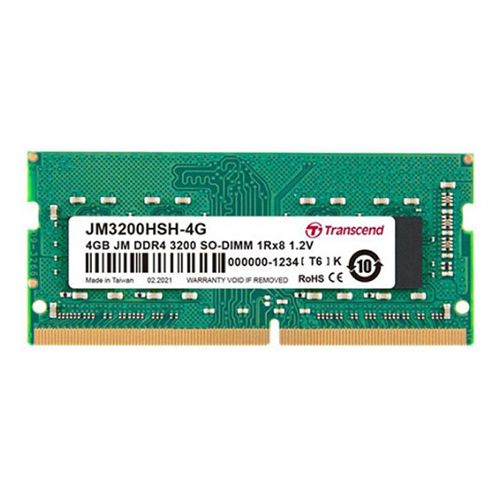 JM3200HSH-4G
Transcend
4GB JM DDR4 3200 SO-DIMM 1Rx8 1.2V
000000-1234 [ T6 ] K
Made in Taiwan 02.2021 RoHS CE
WARRANTY VOID IF REMOVED
10